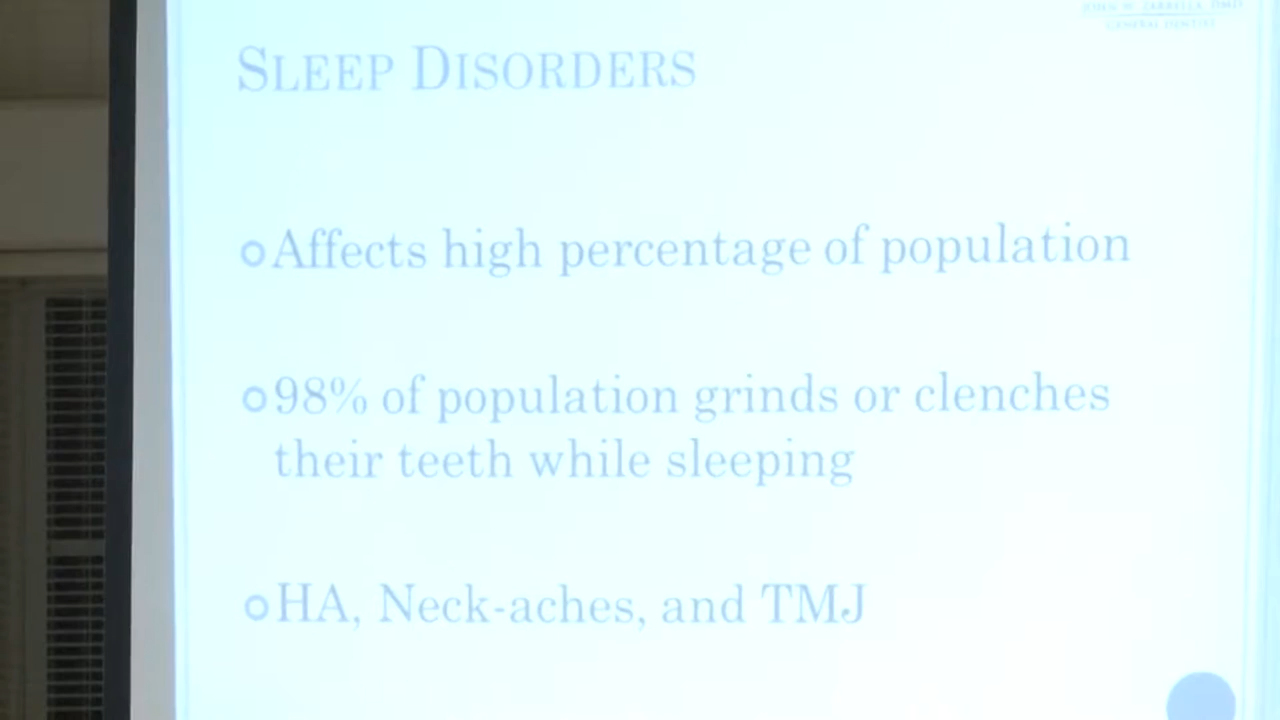 SLEEP DISORDERS
Affects high percentage of population
98% of population grinds or clenches
their teeth while sleeping
HA, Neck-aches, and TMJ